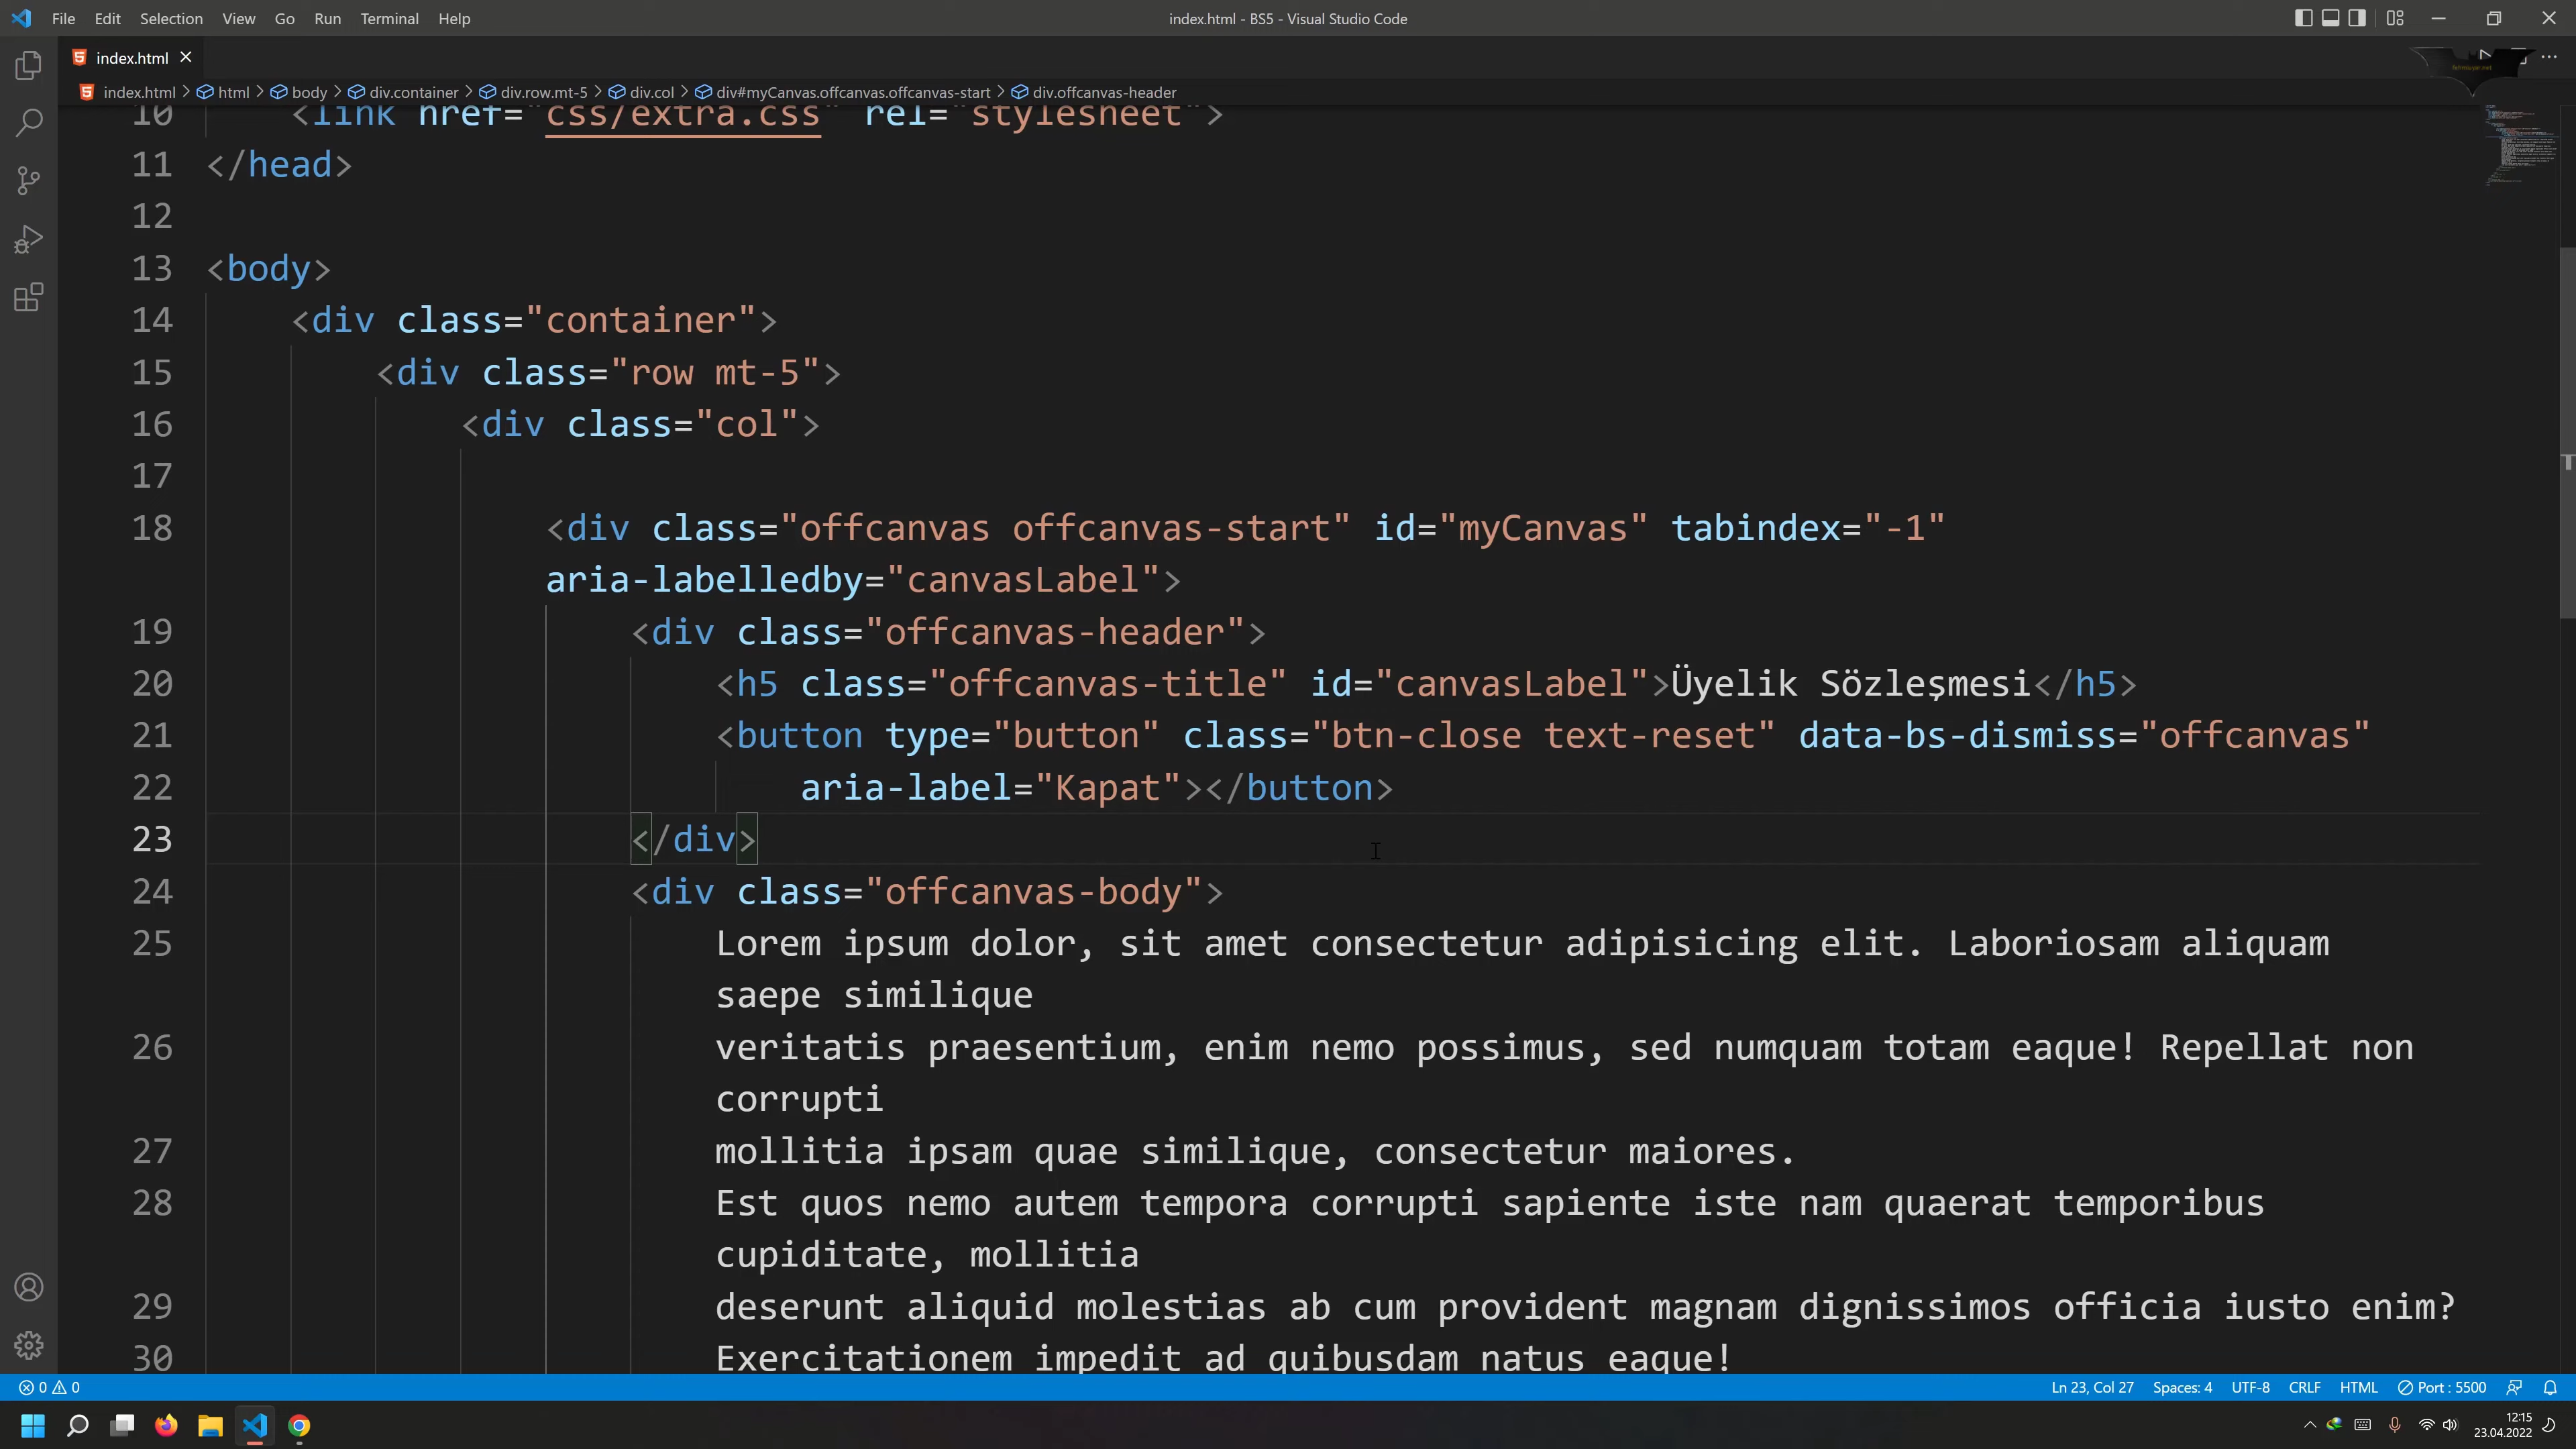 File Edit Selection View Go Run Terminal Help index.html - BS5 - Visual Studio Code
index.html
index.html > html > body > div.container > div.row.mt-5 > div.col > div#myCanvas.offcanvas.offcanvas-start > div.offcanvas-header
10 <link href="css/extra.css" rel="stylesheet">
11 </head>
12
13 <body>
14 <div class="container">
15 <div class="row mt-5">
16 <div class="col">
17
18 <div class="offcanvas offcanvas-start" id="myCanvas" tabindex="-1"
aria-labelledby="canvasLabel">
19 <div class="offcanvas-header">
20 <h5 class="offcanvas-title" id="canvasLabel">Üyelik Sözleşmesi</h5>
21 <button type="button" class="btn-close text-reset" data-bs-dismiss="offcanvas"
22 aria-label="Kapat"></button>
23 </div>
24 <div class="offcanvas-body">
25 Lorem ipsum dolor, sit amet consectetur adipisicing elit. Laboriosam aliquam
saepe similique
26 veritatis praesentium, enim nemo possimus, sed numquam totam eaque! Repellat non
corrupti
27 mollitia ipsam quae similique, consectetur maiores.
28 Est quos nemo autem tempora corrupti sapiente iste nam quaerat temporibus
cupiditate, mollitia
29 deserunt aliquid molestias ab cum provident magnam dignissimos officia iusto enim?
30 Exercitationem impedit ad quibusdam natus eaque!
0 0 Ln 23, Col 27 Spaces: 4 UTF-8 CRLF HTML Port : 5500
12:15
23.04.2022